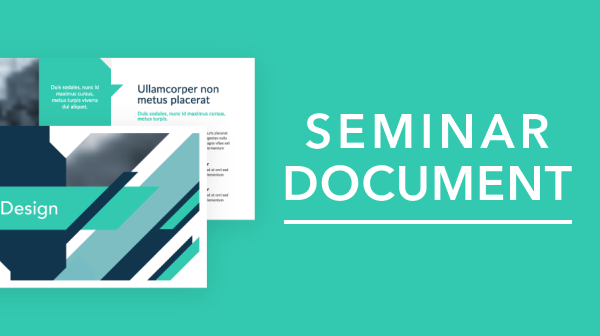 Duis sodales, nunc id
maximus cursus,
metus turpis viverra
dui aliquet.
Ullamcorper non
metus placerat
Duis sodales, nunc id maximus cursus,
metus turpis.
Design
SEMINAR
DOCUMENT